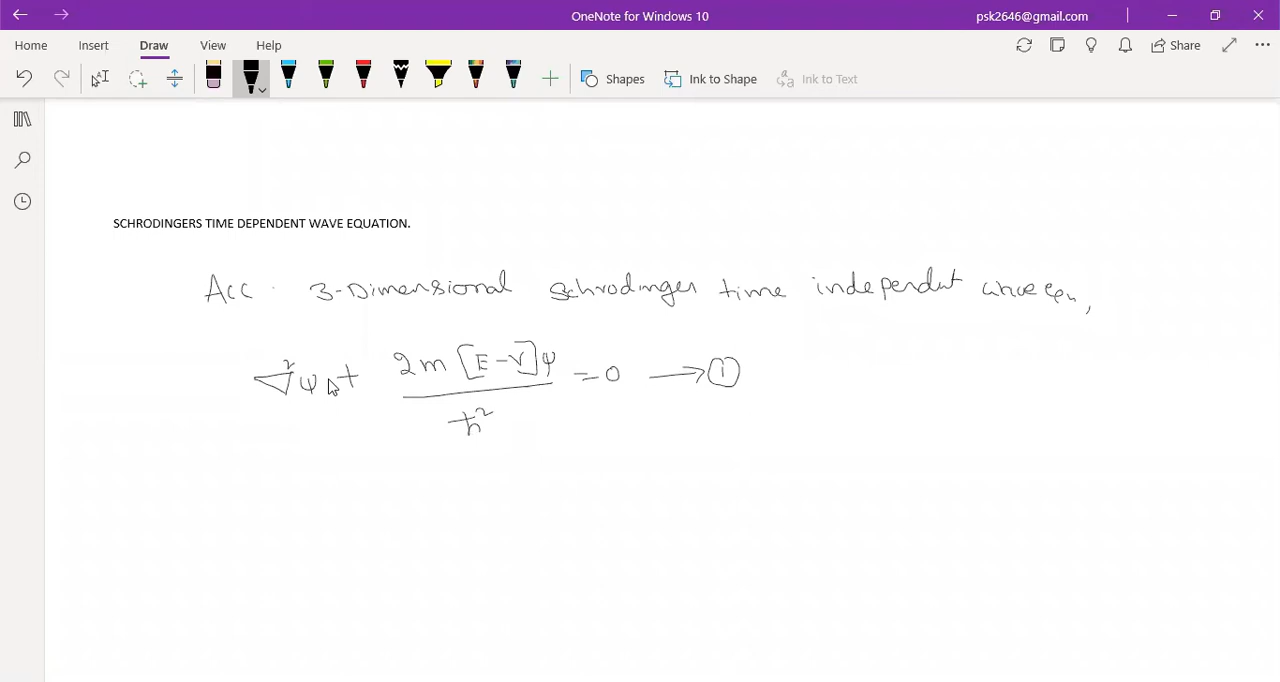 OneNote for Windows 10
psk2646@gmail.com
Home Insert Draw View Help
Share
Shapes Ink to Shape Ink to Text
SCHRODINGERS TIME DEPENDENT WAVE EQUATION.
Acc. 3-Dimensional Schrodinger time independent wave eqn,
∇²ψ + 2m[E-V]ψ / ħ² = 0 → ①